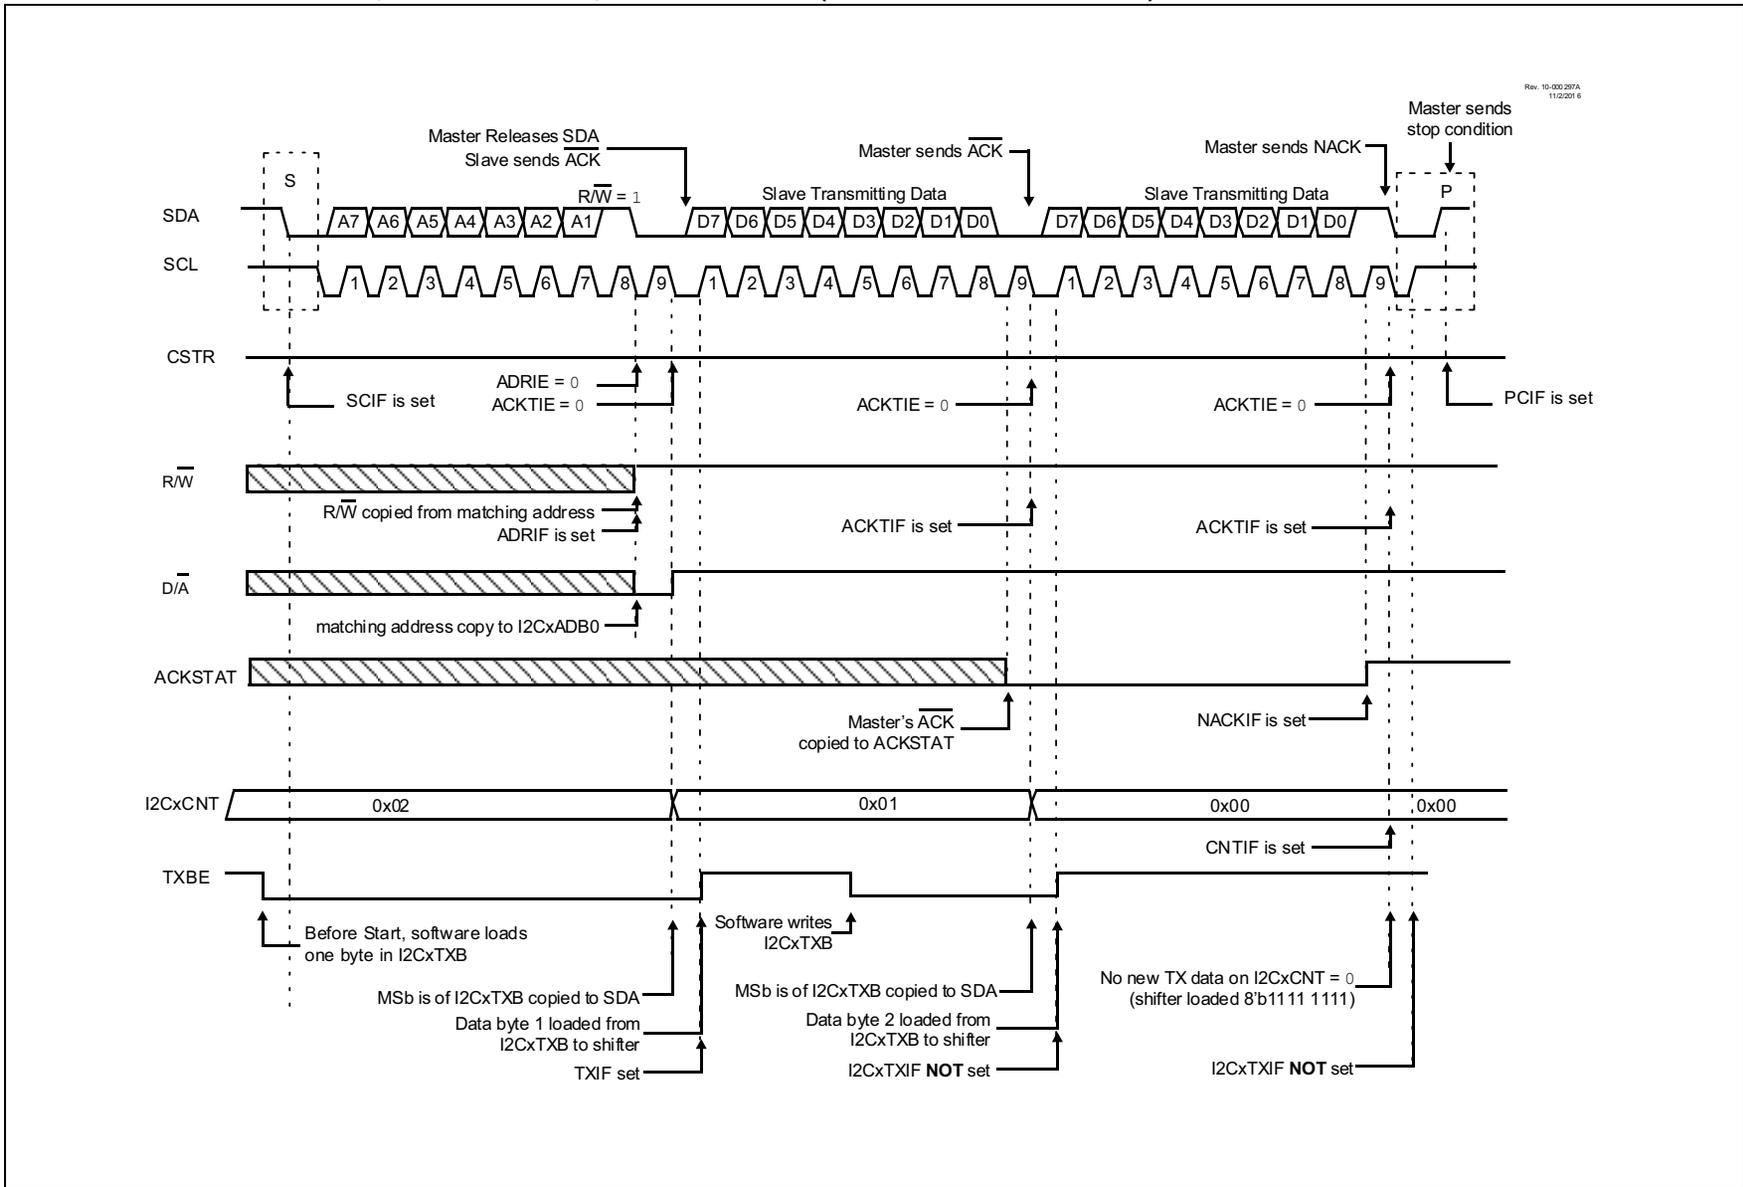 Rev. 10-000297A
11/2/2016
Master sends
stop condition
Master Releases SDA
Slave sends A̅C̅K̅
Master sends A̅C̅K̅
Master sends NACK
S
R/W̅ = 1
Slave Transmitting Data
Slave Transmitting Data
P
SDA
A7 A6 A5 A4 A3 A2 A1
D7 D6 D5 D4 D3 D2 D1 D0
D7 D6 D5 D4 D3 D2 D1 D0
SCL
1 2 3 4 5 6 7 8 9
1 2 3 4 5 6 7 8 9
1 2 3 4 5 6 7 8 9
CSTR
SCIF is set
ADRIE = 0
ACKTIE = 0
ACKTIE = 0
ACKTIE = 0
PCIF is set
R/W̅
R/W̅ copied from matching address
ADRIF is set
ACKTIF is set
ACKTIF is set
D/A̅
matching address copy to I2CxADB0
ACKSTAT
Master's A̅C̅K̅
copied to ACKSTAT
NACKIF is set
I2CxCNT
0x02
0x01
0x00
0x00
CNTIF is set
TXBE
Before Start, software loads
one byte in I2CxTXB
Software writes
I2CxTXB
MSb is of I2CxTXB copied to SDA
Data byte 1 loaded from
I2CxTXB to shifter
TXIF set
MSb is of I2CxTXB copied to SDA
Data byte 2 loaded from
I2CxTXB to shifter
I2CxTXIF NOT set
No new TX data on I2CxCNT = 0
(shifter loaded 8'b1111 1111)
I2CxTXIF NOT set